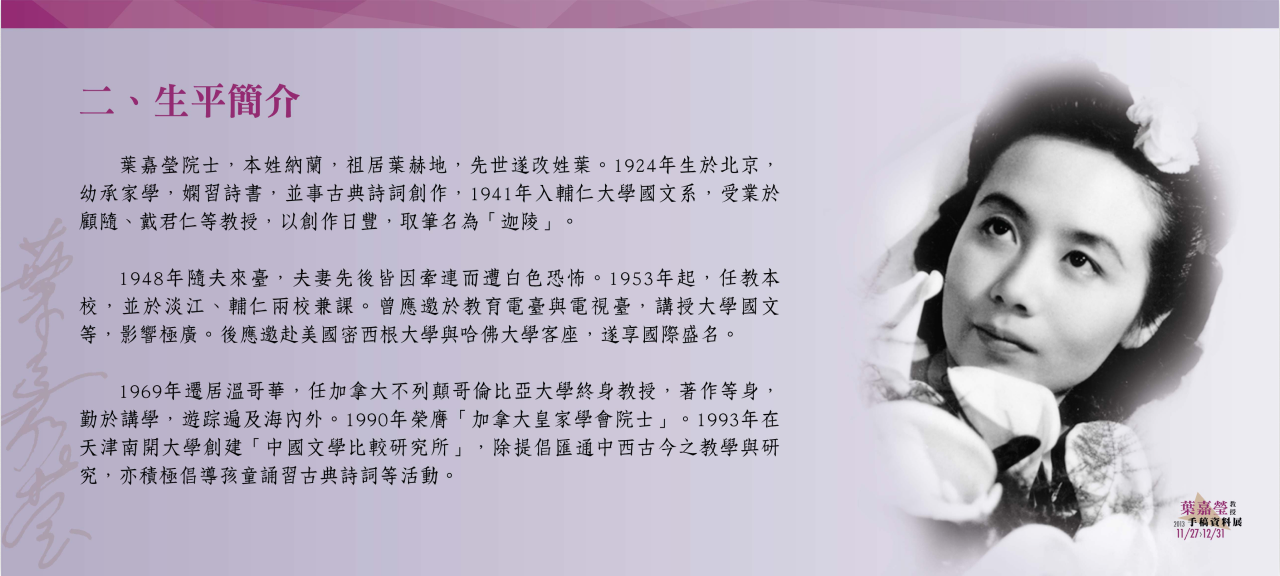 二、生平簡介
葉嘉瑩院士，本姓納蘭，祖居葉赫地，先世遂改姓葉。1924年生於北京，
幼承家學，嫻習詩書，並事古典詩詞創作，1941年入輔仁大學國文系，受業於
顧隨、戴君仁等教授，以創作日豐，取筆名為「迦陵」。
1948年隨夫來臺，夫妻先後皆因牽連而遭白色恐怖。1953年起，任教本
校，並於淡江、輔仁兩校兼課。曾應邀於教育電臺與電視臺，講授大學國文
等，影響極廣。後應邀赴美國密西根大學與哈佛大學客座，遂享國際盛名。
1969年遷居溫哥華，任加拿大不列顛哥倫比亞大學終身教授，著作等身，
勤於講學，遊踪遍及海內外。1990年榮膺「加拿大皇家學會院士」。1993年在
天津南開大學創建「中國文學比較研究所」，除提倡匯通中西古今之教學與研
究，亦積極倡導孩童誦習古典詩詞等活動。
葉嘉瑩
葉嘉瑩教授
2013 手稿資料展
11/27>12/31